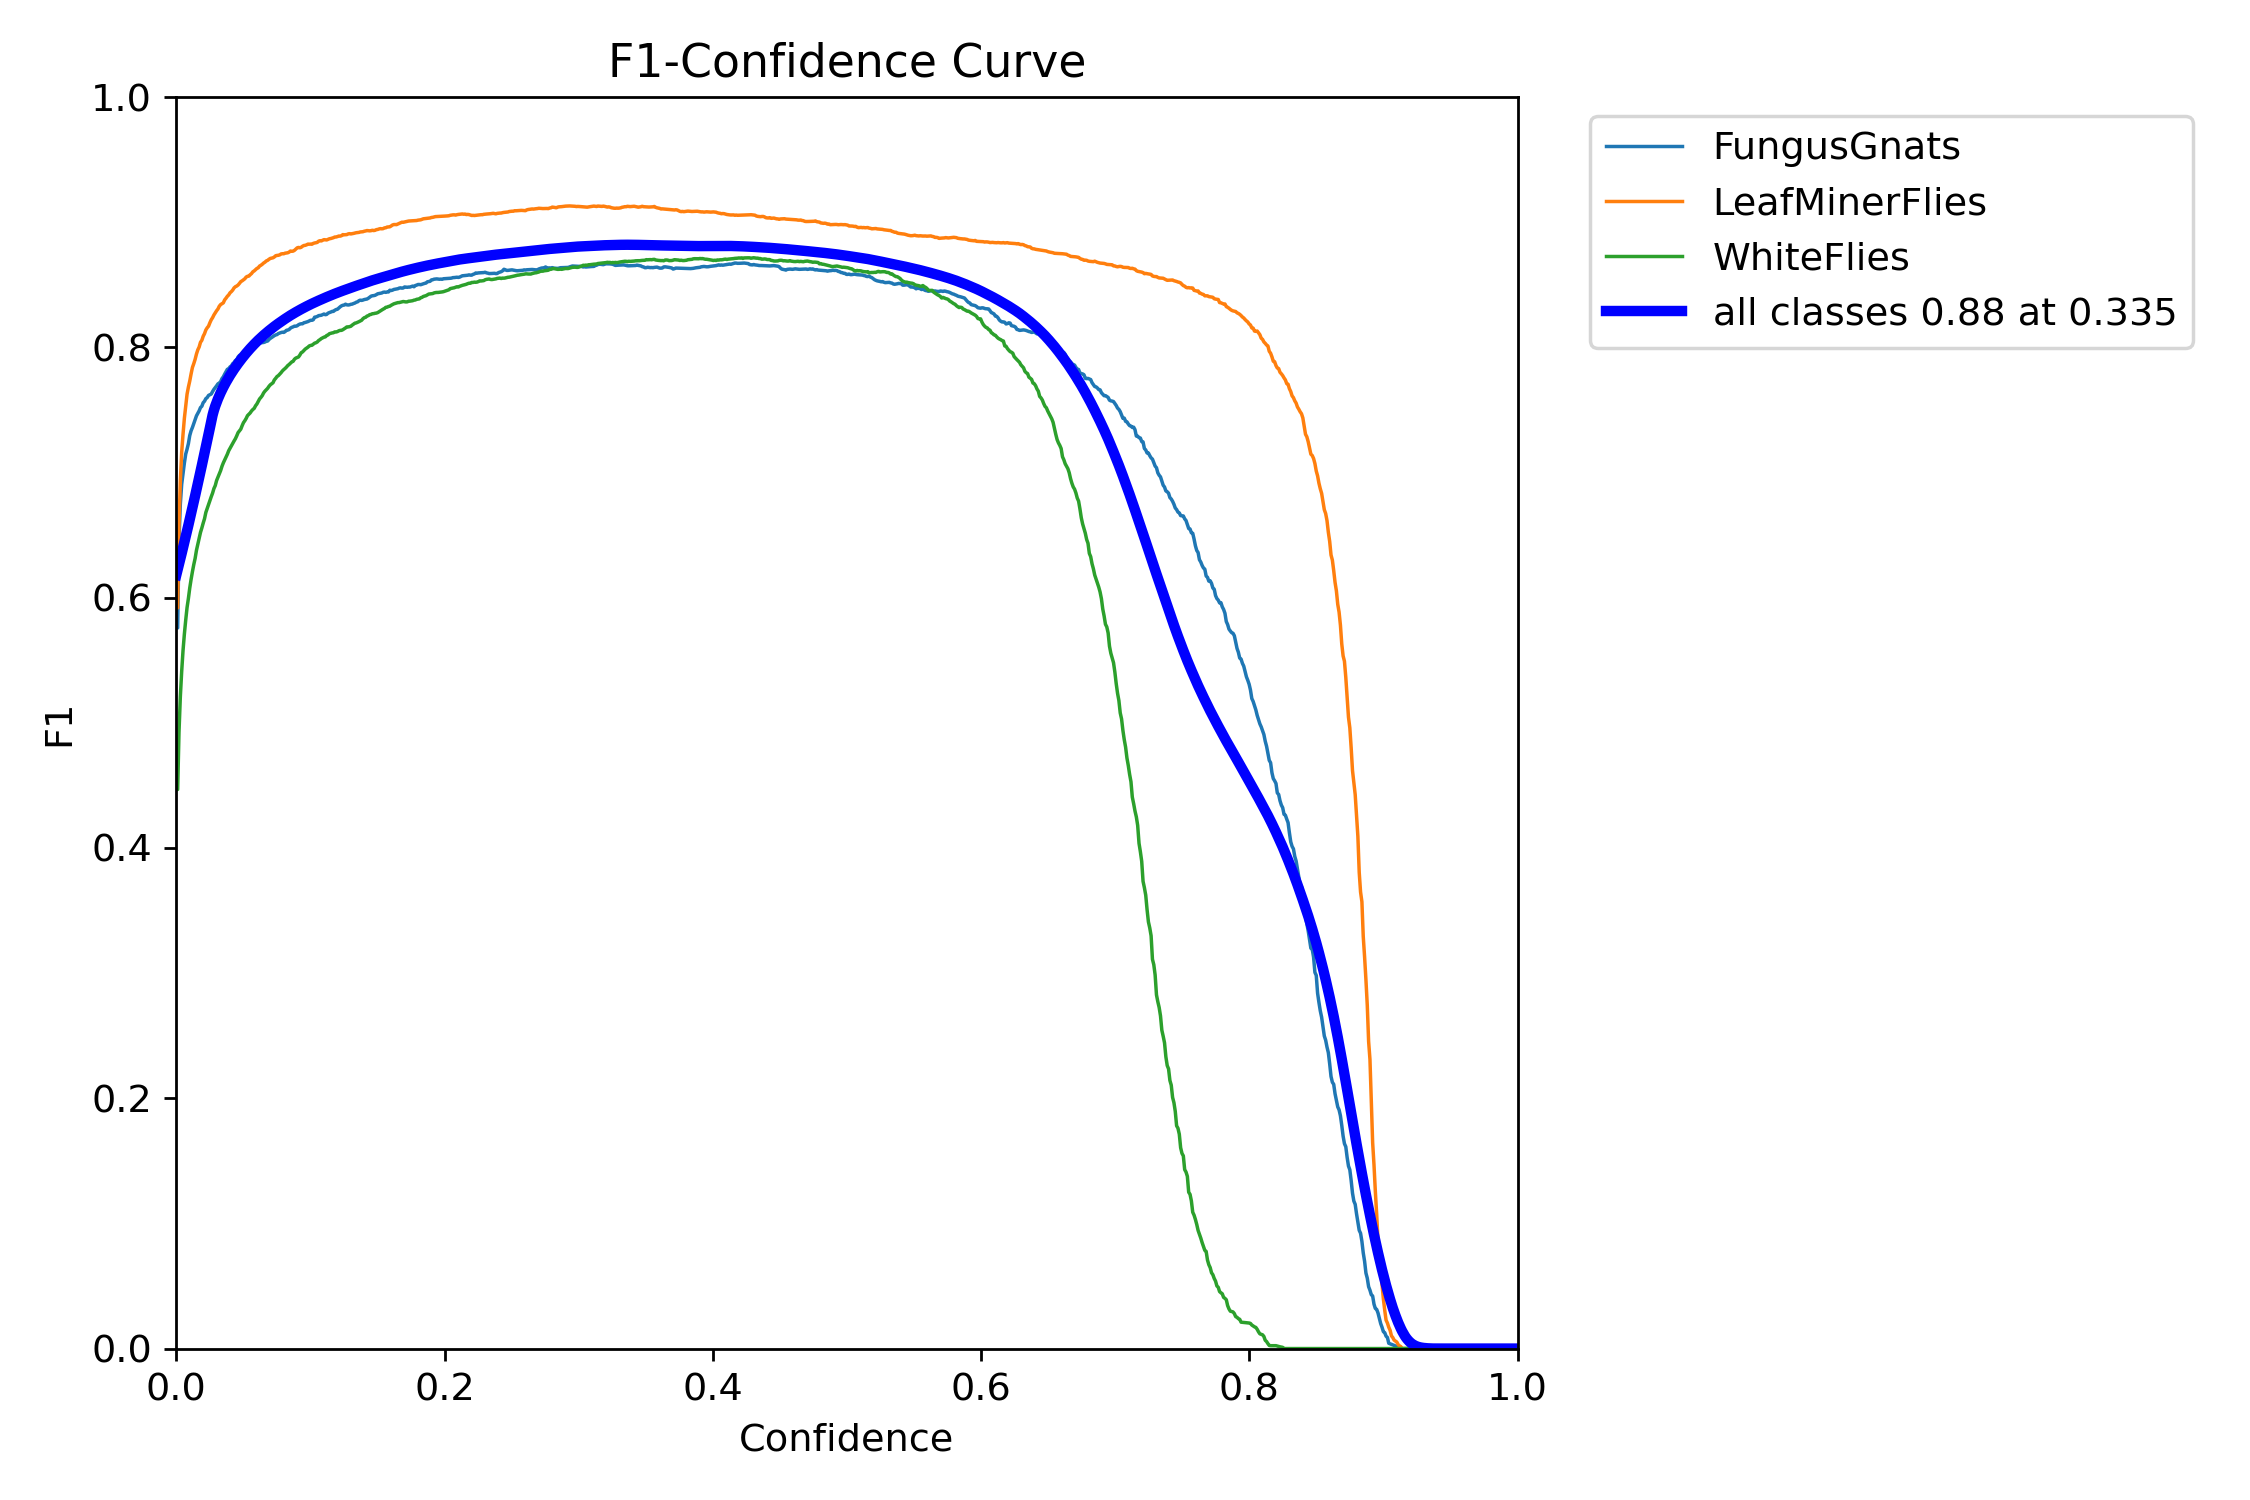 F1-Confidence Curve
1.0
0.8
0.6
0.4
0.2
0.0
F1
0.0 0.2 0.4 0.6 0.8 1.0
Confidence
FungusGnats
LeafMinerFlies
WhiteFlies
all classes 0.88 at 0.335